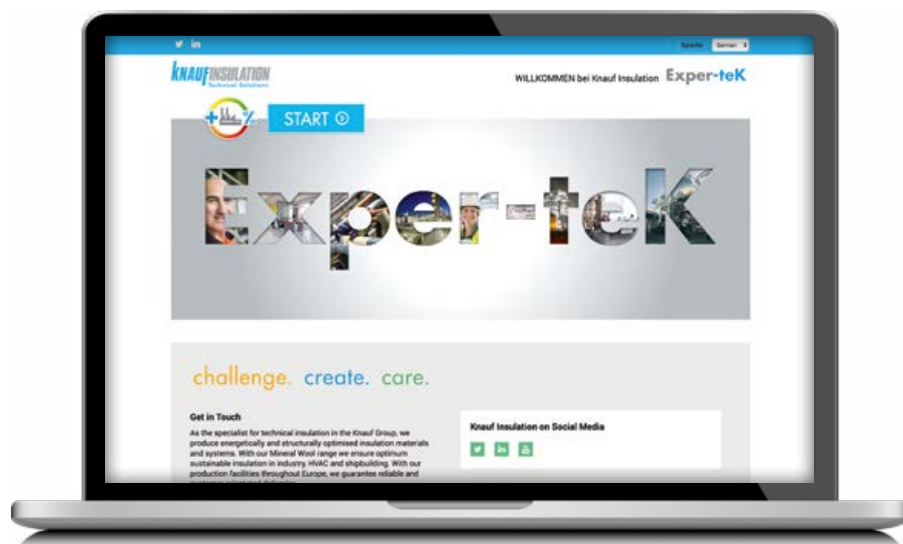 Sprache German
KNAUFINSULATION
Technical Solutions
WILLKOMMEN bei Knauf Insulation Exper-teK
+ %
START
Exper-teK
challenge. create. care.
Get in Touch
As the specialist for technical insulation in the Knauf Group, we
produce energetically and structurally optimised insulation materials
and systems. With our Mineral Wool range we ensure optimum
sustainable insulation in industry, HVAC and shipbuilding. With our
production facilities throughout Europe, we guarantee reliable and
Knauf Insulation on Social Media